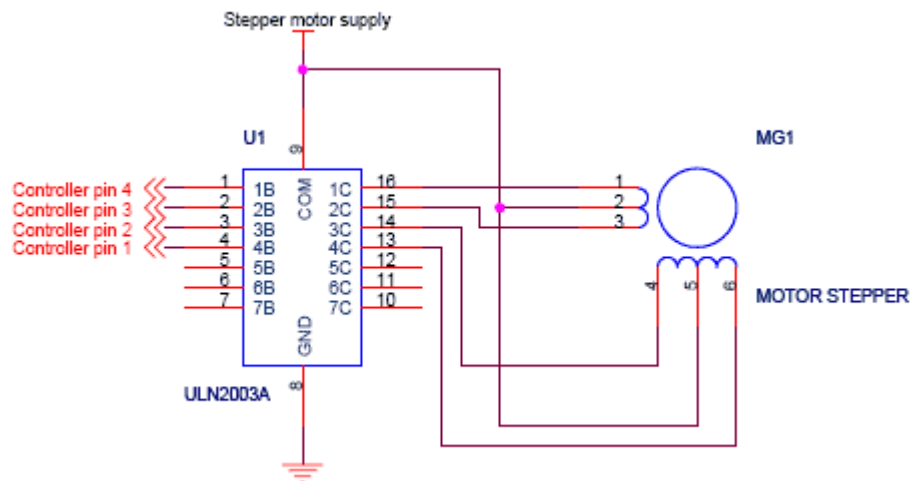 Stepper motor supply
U1
MG1
9
COM
Controller pin 4
1
1B
1C
16
1
Controller pin 3
2
2B
2C
15
2
Controller pin 2
3
3B
3C
14
3
Controller pin 1
4
4B
4C
13
5
5B
5C
12
6
6B
6C
11
7
7B
7C
10
4
5
6
MOTOR STEPPER
GND
8
ULN2003A